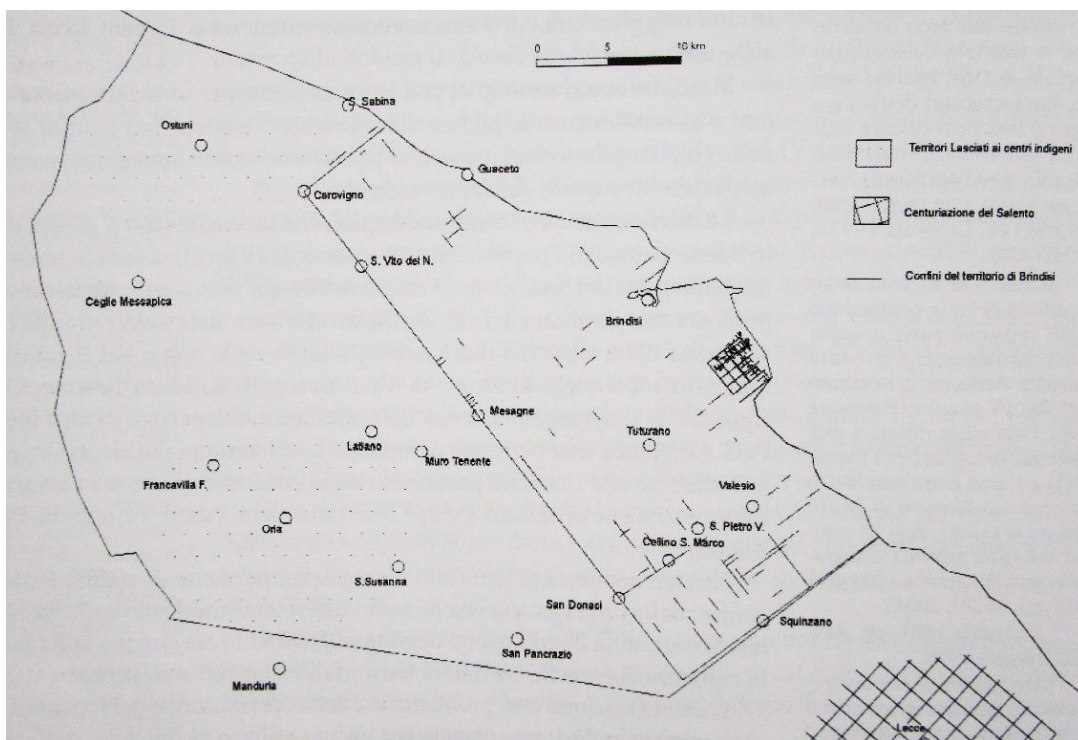 0 5 10 km
S. Sabina
Ostuni
Guaceto
Carovigno
S. Vito del N.
Ceglie Messapica
Brindisi
Mesagne
Latiano
Muro Tenente
Tuturano
Francavilla F.
Valesio
Oria
S. Pietro V.
Cellino S. Marco
S.Susanna
San Donaci
Squinzano
San Pancrazio
Manduria
Lecce
Territori Lasciati ai centri indigeni
Centuriazione del Salento
Confini del territorio di Brindisi